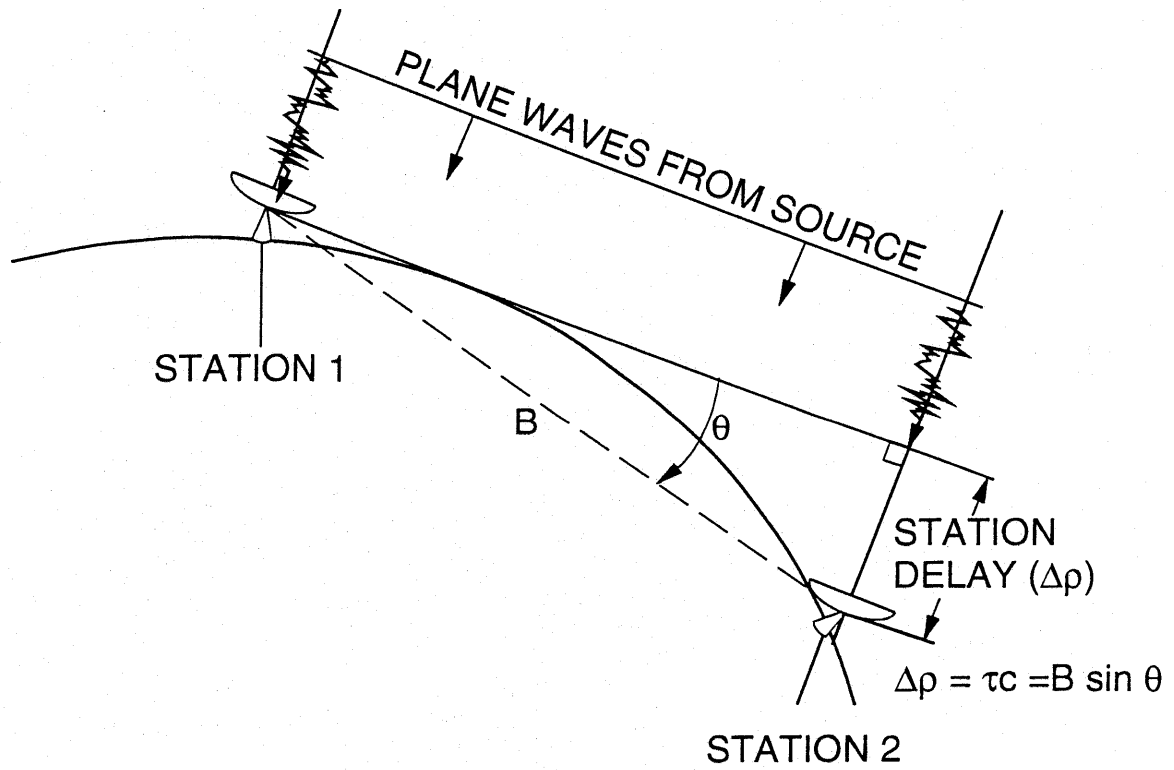 PLANE WAVES FROM SOURCE
STATION 1
B
θ
STATION
DELAY (Δρ)
Δρ = τc =B sin θ
STATION 2